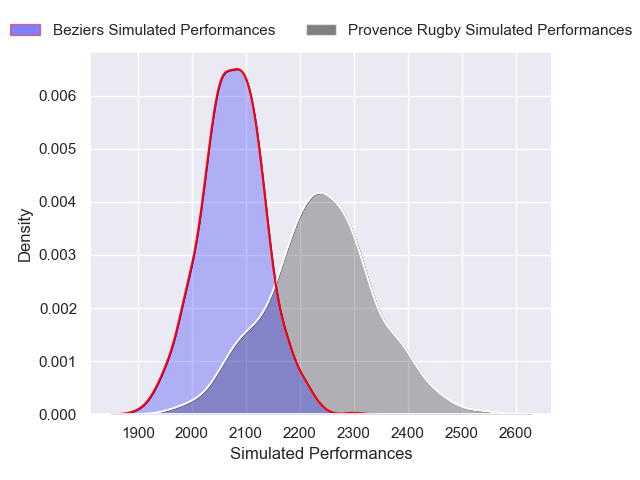 Beziers Simulated Performances
Provence Rugby Simulated Performances
0.006
0.005
0.004
0.003
0.002
0.001
0.000
Density
1900 2000 2100 2200 2300 2400 2500 2600
Simulated Performances